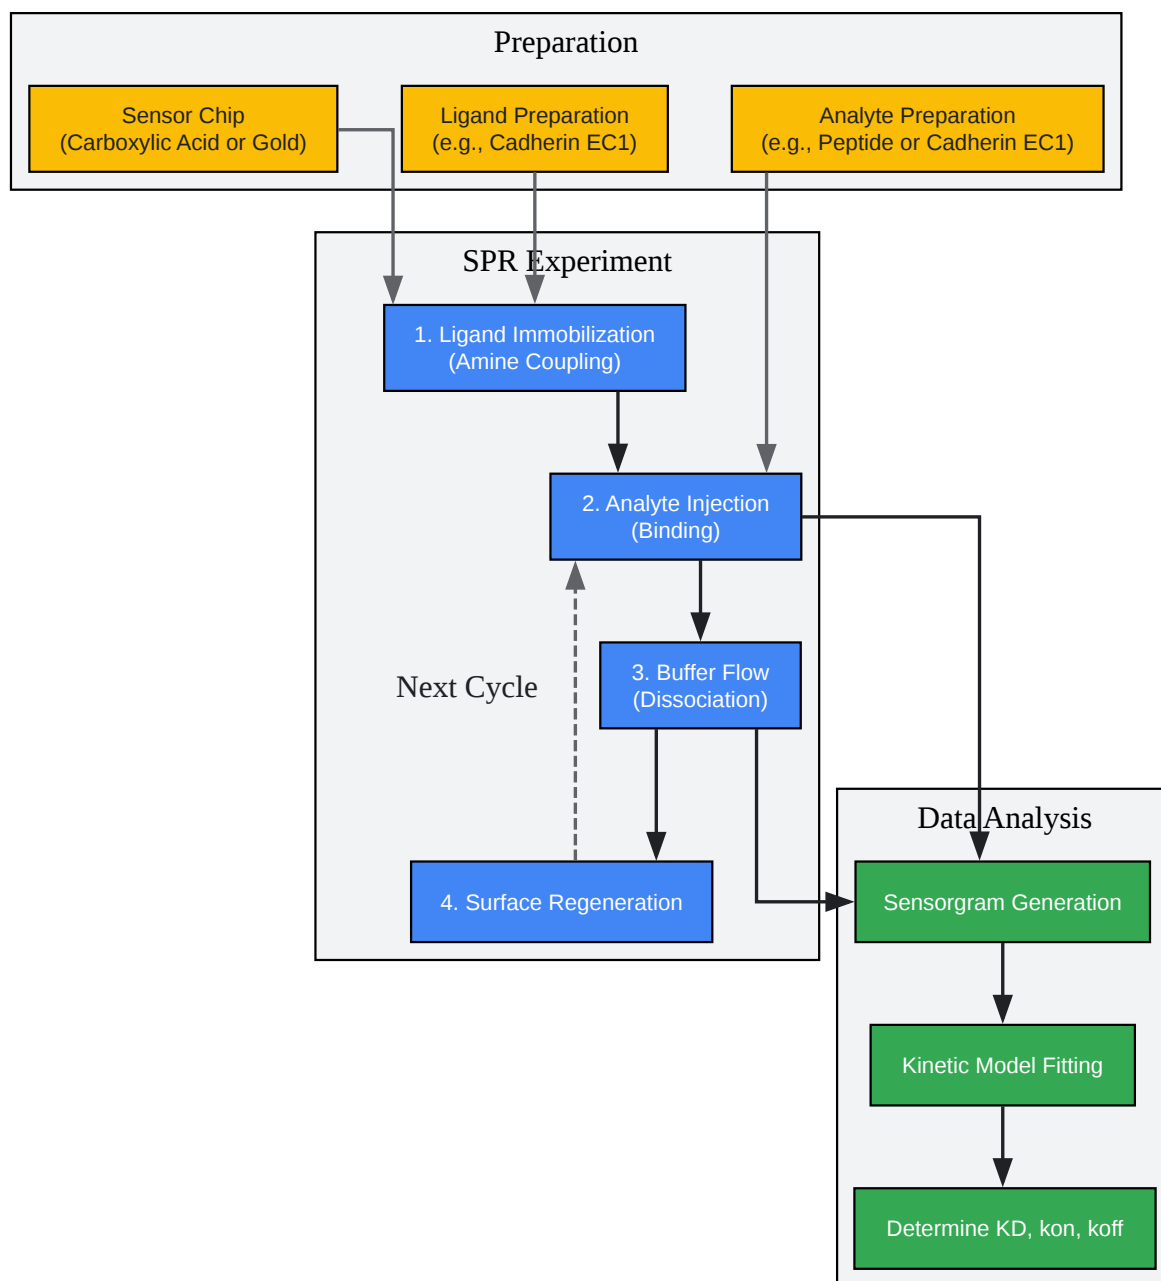 Preparation
Sensor Chip
(Carboxylic Acid or Gold)
Ligand Preparation
(e.g., Cadherin EC1)
Analyte Preparation
(e.g., Peptide or Cadherin EC1)
SPR Experiment
1. Ligand Immobilization
(Amine Coupling)
2. Analyte Injection
(Binding)
3. Buffer Flow
(Dissociation)
Next Cycle
4. Surface Regeneration
Data Analysis
Sensorgram Generation
Kinetic Model Fitting
Determine KD, kon, koff